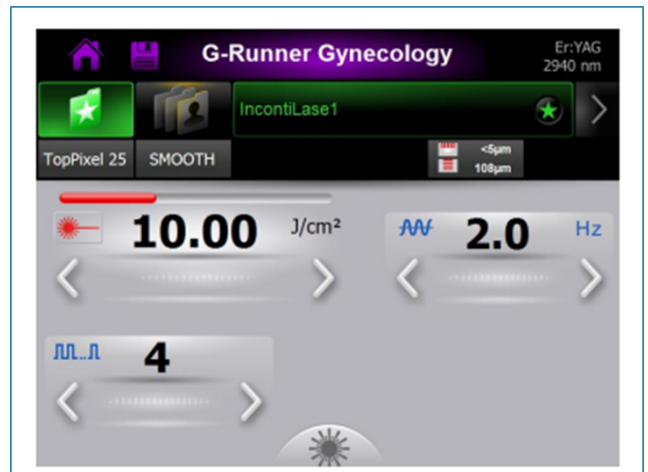 G-Runner Gynecology
Er:YAG
2940 nm
IncontiLase1
TopPixel 25
SMOOTH
<5µm
108µm
10.00 J/cm²
2.0 Hz
4